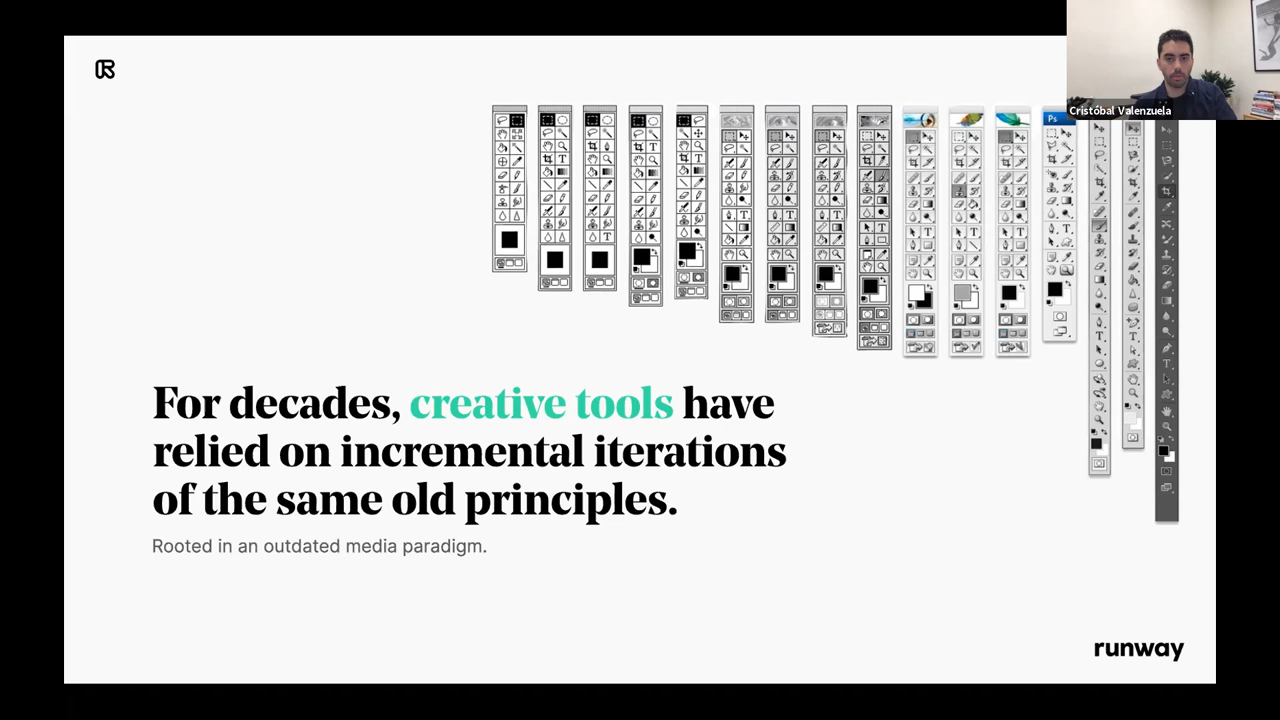 Cristóbal Valenzuela
Ps
For decades, creative tools have
relied on incremental iterations
of the same old principles.
Rooted in an outdated media paradigm.
runway